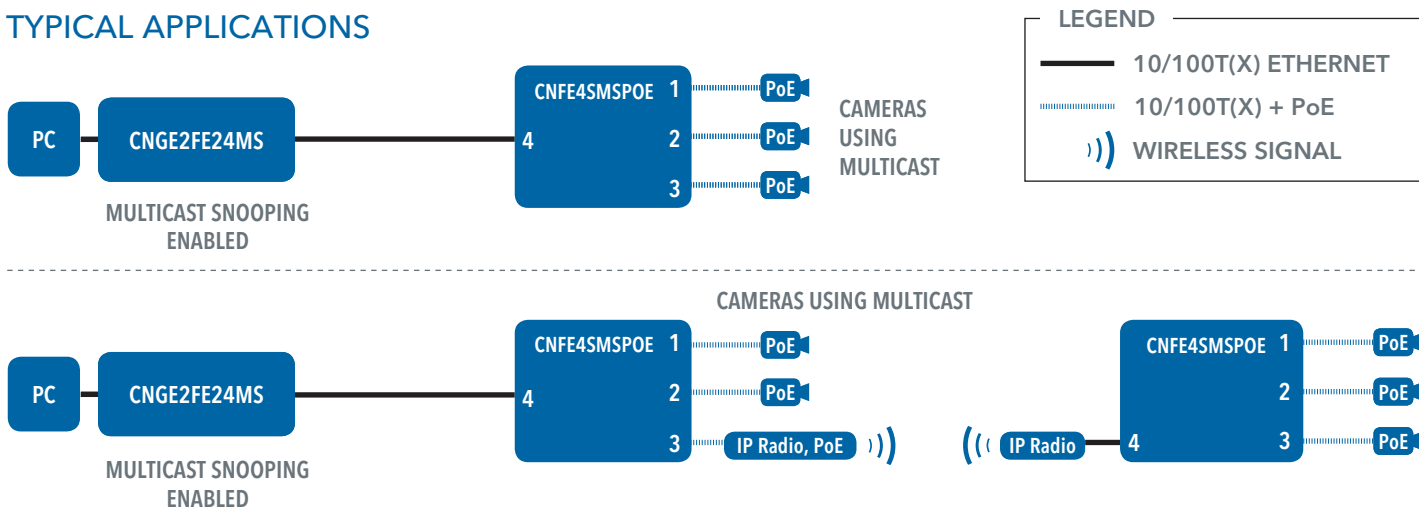 TYPICAL APPLICATIONS
LEGEND
10/100T(X) ETHERNET
10/100T(X) + PoE
WIRELESS SIGNAL
PC
CNGE2FE24MS
MULTICAST SNOOPING
ENABLED
CNFE4SMSPOE
4
1
2
3
PoE
PoE
PoE
CAMERAS
USING
MULTICAST
CAMERAS USING MULTICAST
PC
CNGE2FE24MS
MULTICAST SNOOPING
ENABLED
CNFE4SMSPOE
4
1
2
3
PoE
PoE
IP Radio, PoE
IP Radio
CNFE4SMSPOE
4
1
2
3
PoE
PoE
PoE